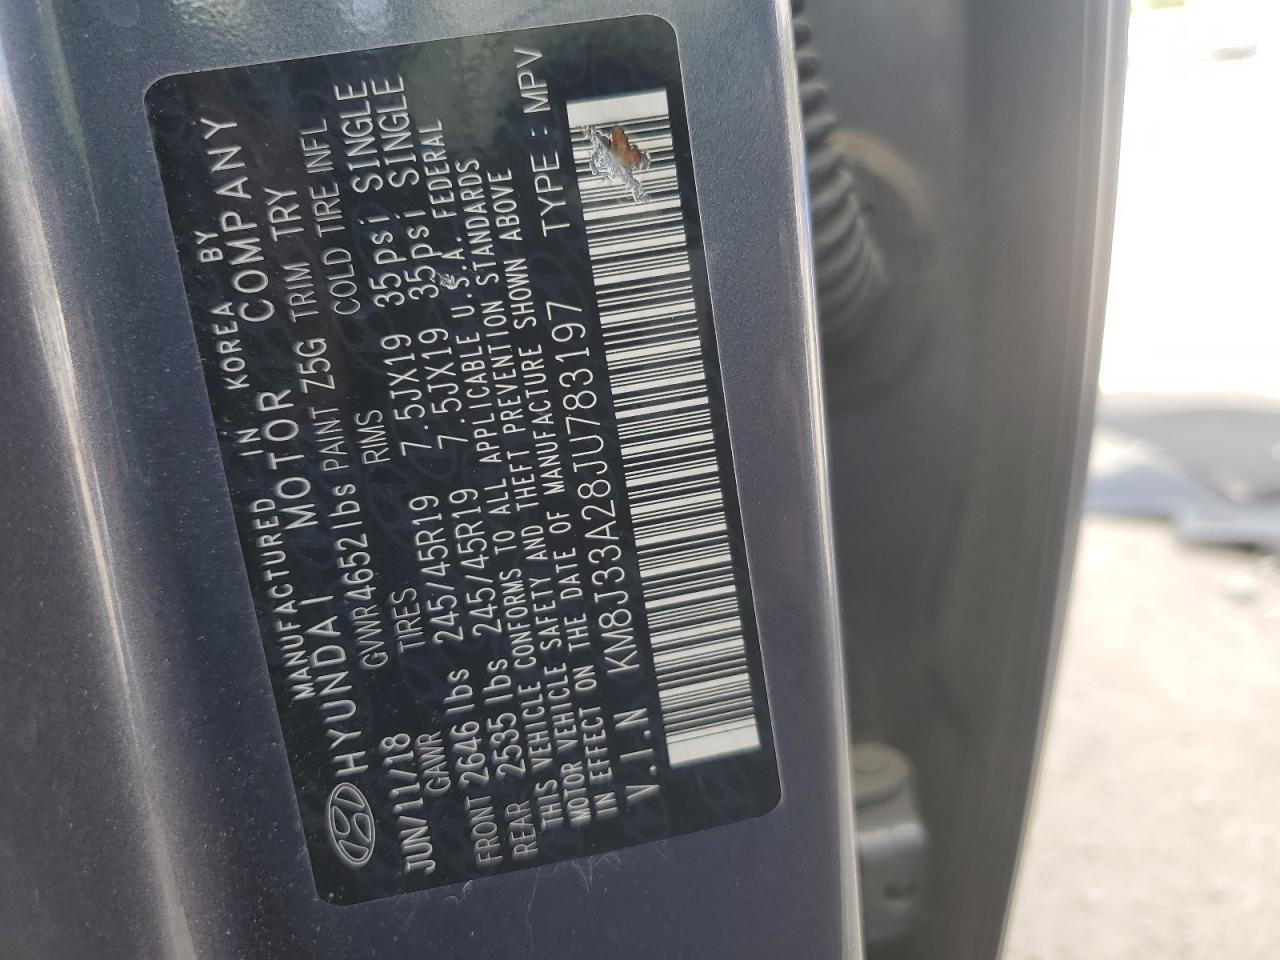 MANUFACTURED IN KOREA BY
HYUNDAI MOTOR COMPANY
JUN/11/18 GVWR 4652 lbs PAINT Z5G TRIM TRY
GAWR TIRES RIMS COLD TIRE INFL
FRONT 2646 lbs 245/45R19 7.5JX19 35psi SINGLE
REAR 2535 lbs 245/45R19 7.5JX19 35psi SINGLE
THIS VEHICLE CONFORMS TO ALL APPLICABLE U.S.A. FEDERAL
MOTOR VEHICLE SAFETY AND THEFT PREVENTION STANDARDS
IN EFFECT ON THE DATE OF MANUFACTURE SHOWN ABOVE
V.I.N KM8J33A28JU783197 TYPE : MPV